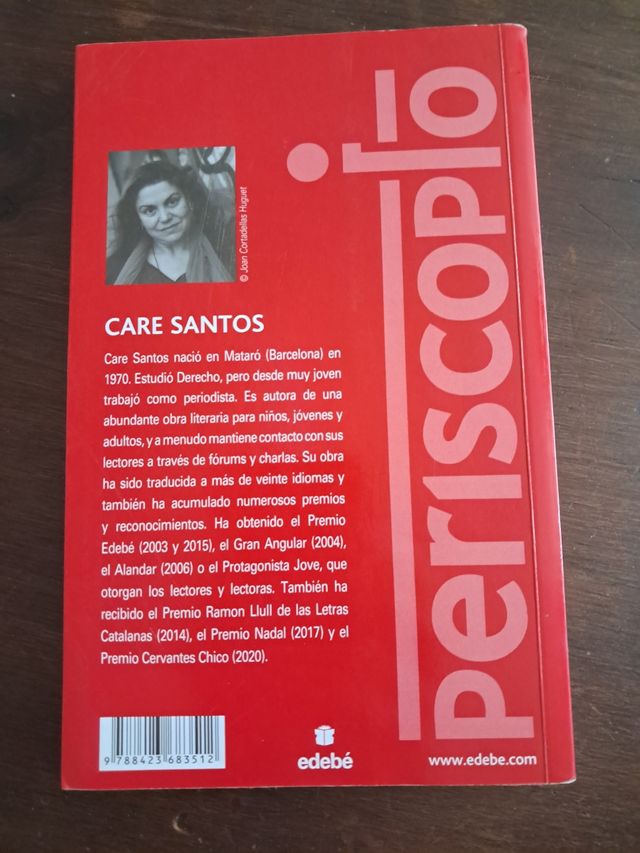 © Joan Cortadellas Huguet
CARE SANTOS
Care Santos nació en Mataró (Barcelona) en
1970. Estudió Derecho, pero desde muy joven
trabajó como periodista. Es autora de una
abundante obra literaria para niños, jóvenes y
adultos, y a menudo mantiene contacto con sus
lectores a través de fórums y charlas. Su obra
ha sido traducida a más de veinte idiomas y
también ha acumulado numerosos premios
y reconocimientos. Ha obtenido el Premio
Edebé (2003 y 2015), el Gran Angular (2004),
el Alandar (2006) o el Protagonista Jove, que
otorgan los lectores y lectoras. También ha
recibido el Premio Ramon Llull de las Letras
Catalanas (2014), el Premio Nadal (2017) y el
Premio Cervantes Chico (2020).
periscopio
9 788423 683512
edebé
www.edebe.com